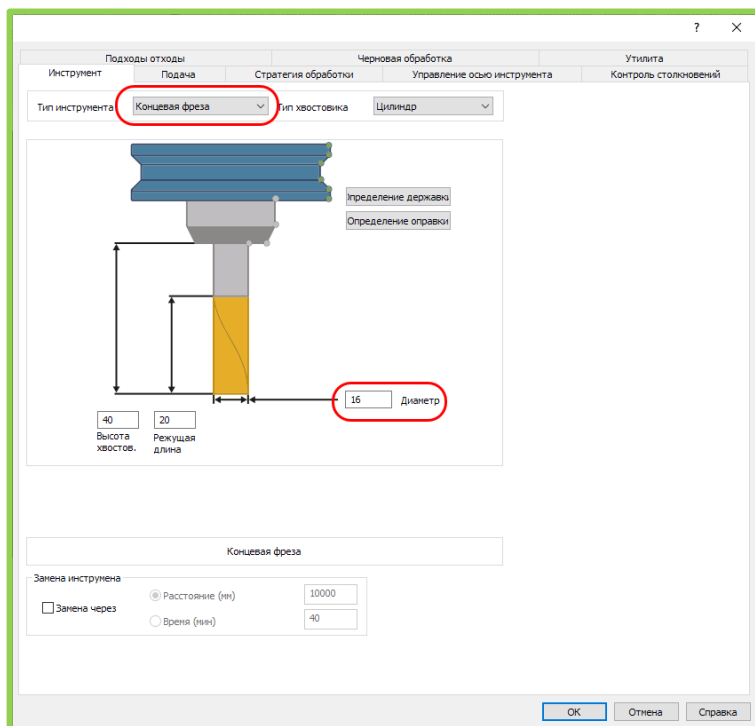 ?
Подходы отходы Черновая обработка Утилита
Инструмент Подача Стратегия обработки Управление осью инструмента Контроль столкновений
Тип инструмента Концевая фреза Тип хвостовика Цилиндр
Определение державки
Определение оправки
16 Диаметр
40 20
Высота хвостов.
Режущая длина
Концевая фреза
Замена инструмена
Замена через
Расстояние (мм) 10000
Время (мин) 40
OK Отмена Справка